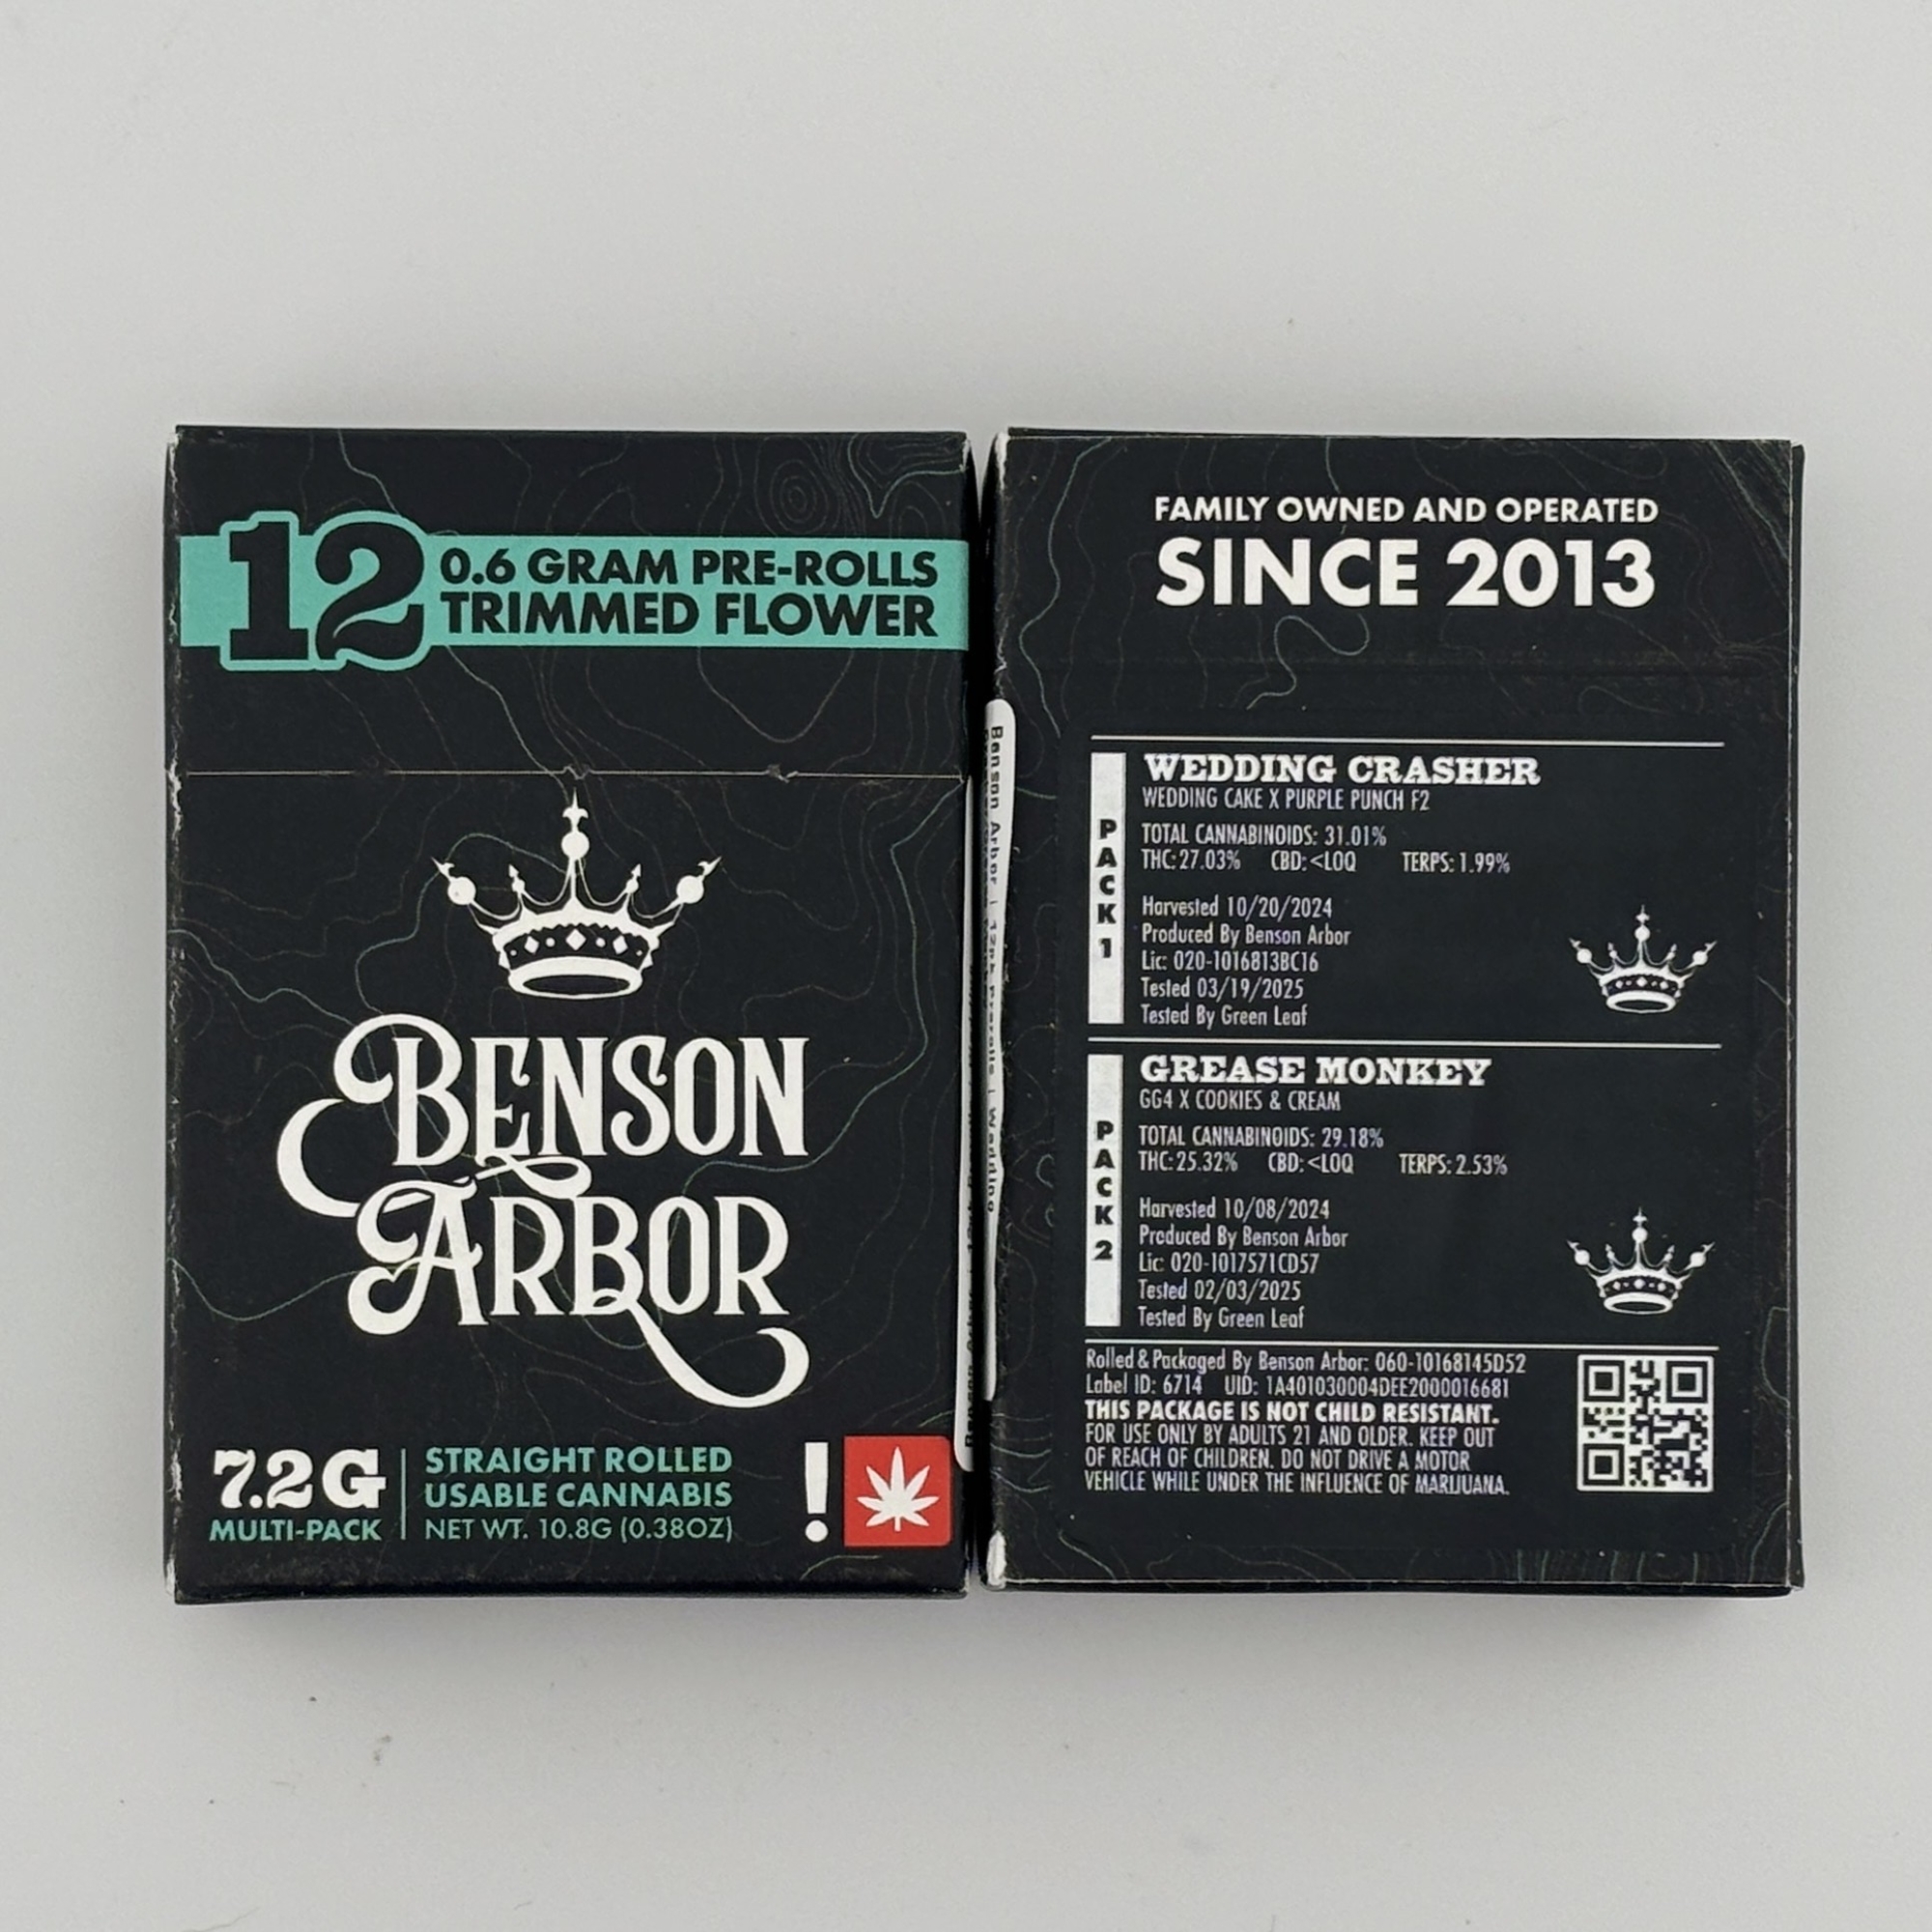 12
0.6 GRAM PRE-ROLLS
TRIMMED FLOWER
BENSON
ARBOR
7.2G
MULTI-PACK
STRAIGHT ROLLED
USABLE CANNABIS
NET WT. 10.8G (0.38OZ)
!
Benson Arbor | 12pk prerolls | Wedding
FAMILY OWNED AND OPERATED
SINCE 2013
PACK 1
WEDDING CRASHER
WEDDING CAKE X PURPLE PUNCH F2
TOTAL CANNABINOIDS: 31.01%
THC: 27.03% CBD: <LOQ TERPS: 1.99%
Harvested 10/20/2024
Produced By Benson Arbor
Lic: 020-1016813BC16
Tested 03/19/2025
Tested By Green Leaf
PACK 2
GREASE MONKEY
GG4 X COOKIES & CREAM
TOTAL CANNABINOIDS: 29.18%
THC: 25.32% CBD: <LOQ TERPS: 2.53%
Harvested 10/08/2024
Produced By Benson Arbor
Lic: 020-1017571CD57
Tested 02/03/2025
Tested By Green Leaf
Rolled & Packaged By Benson Arbor: 060-10168145D52
Label ID: 6714 UID: 1A401030004DEE2000016681
THIS PACKAGE IS NOT CHILD RESISTANT.
FOR USE ONLY BY ADULTS 21 AND OLDER. KEEP OUT
OF REACH OF CHILDREN. DO NOT DRIVE A MOTOR
VEHICLE WHILE UNDER THE INFLUENCE OF MARIJUANA.